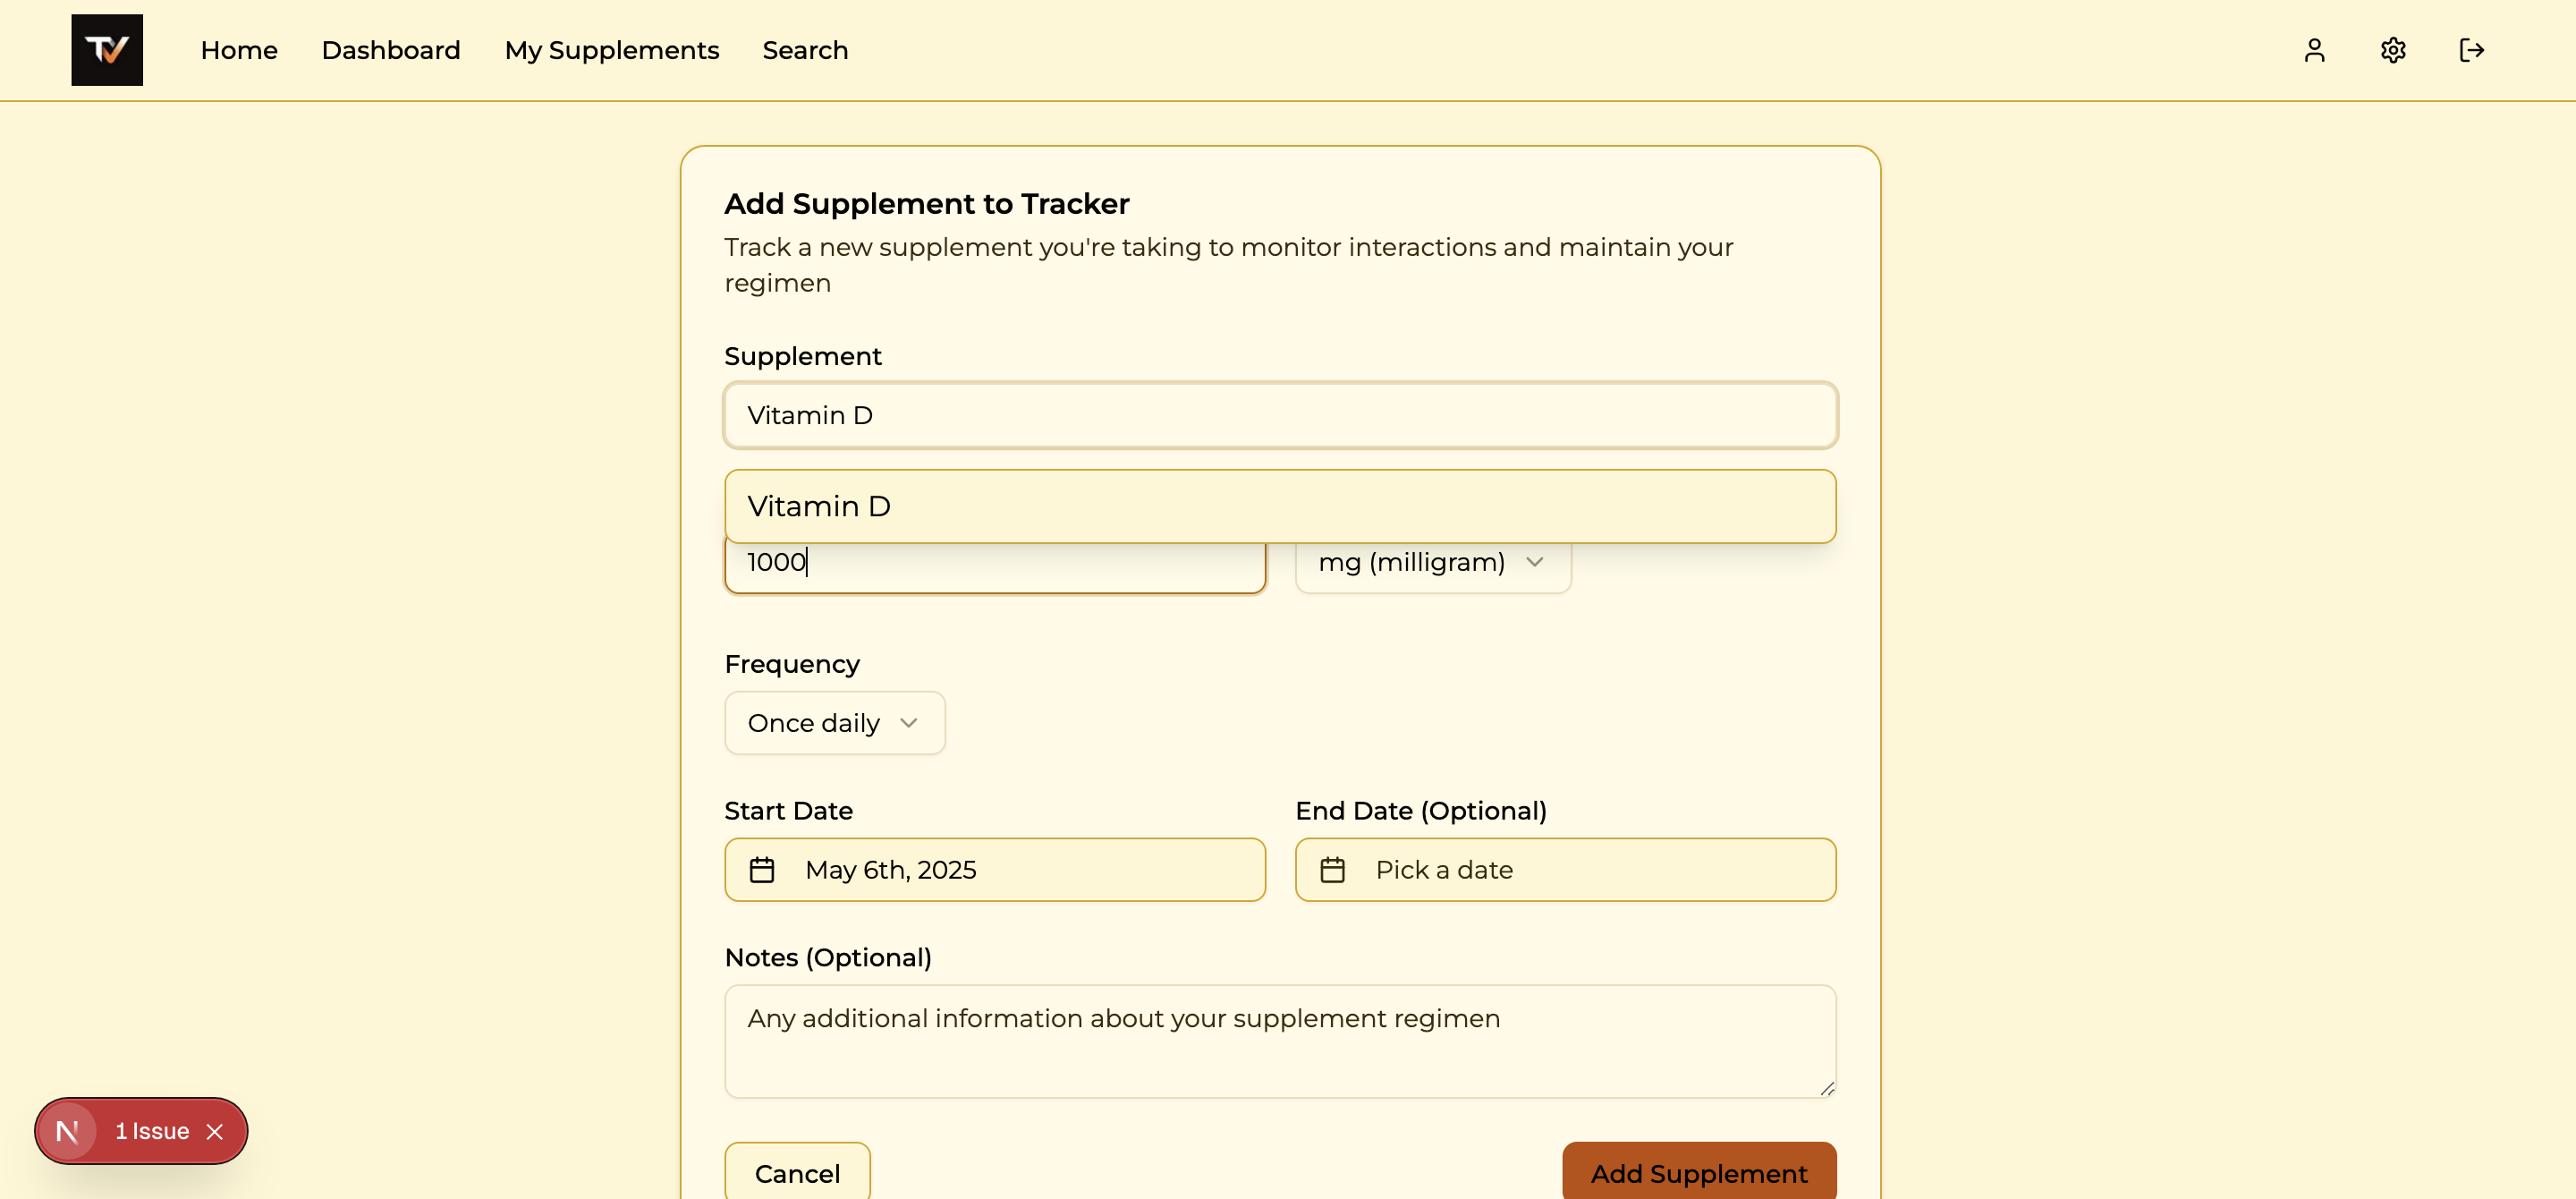 TV
Home
Dashboard
My Supplements
Search
Add Supplement to Tracker
Track a new supplement you're taking to monitor interactions and maintain your
regimen
Supplement
Vitamin D
Vitamin D
1000
mg (milligram)
Frequency
Once daily
Start Date
End Date (Optional)
May 6th, 2025
Pick a date
Notes (Optional)
Any additional information about your supplement regimen
N
1 Issue
Cancel
Add Supplement